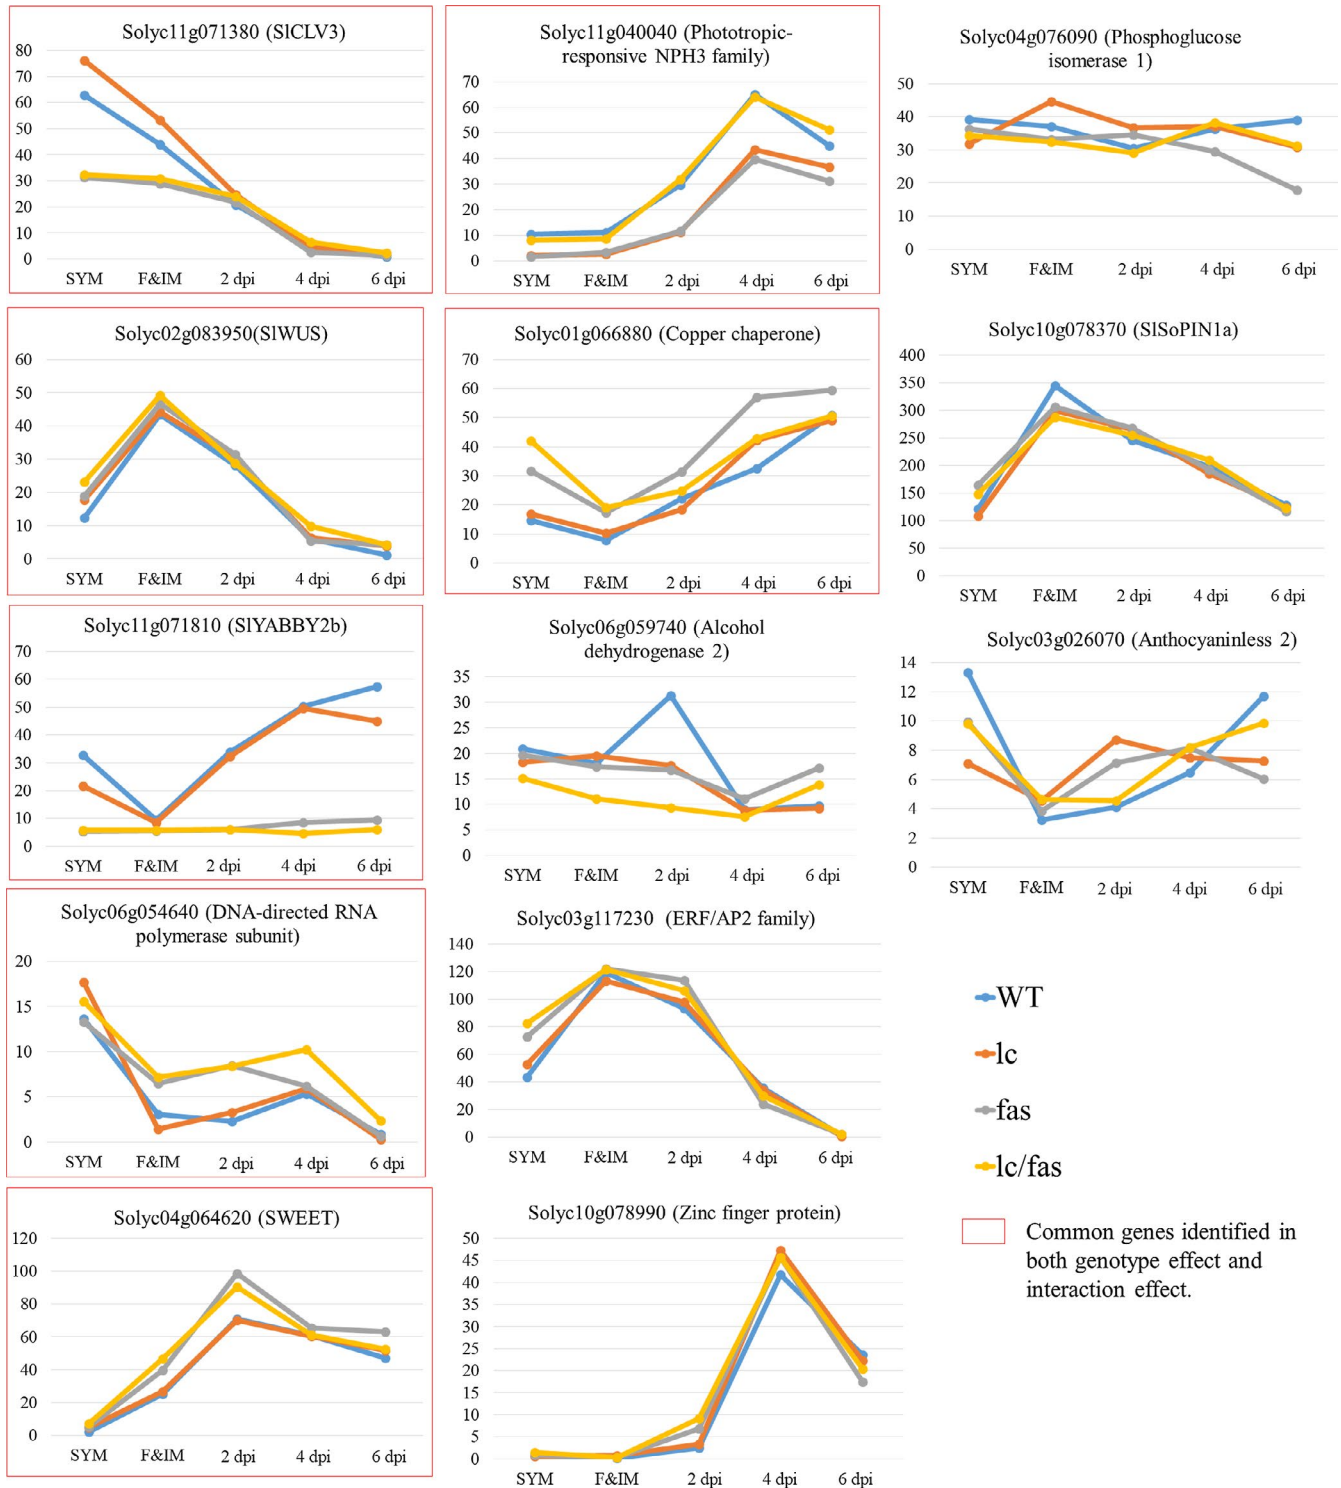 Solyc11g071380 (SlCLV3)
80
70
60
50
40
30
20
10
0
SYM F&IM 2 dpi 4 dpi 6 dpi
Solyc11g040040 (Phototropic-
responsive NPH3 family)
70
60
50
40
30
20
10
0
SYM F&IM 2 dpi 4 dpi 6 dpi
Solyc04g076090 (Phosphoglucose
isomerase 1)
50
40
30
20
10
0
SYM F&IM 2 dpi 4 dpi 6 dpi
Solyc02g083950(SlWUS)
60
50
40
30
20
10
0
SYM F&IM 2 dpi 4 dpi 6 dpi
Solyc01g066880 (Copper chaperone)
70
60
50
40
30
20
10
0
SYM F&IM 2 dpi 4 dpi 6 dpi
Solyc10g078370 (SlSoPIN1a)
400
350
300
250
200
150
100
50
0
SYM F&IM 2 dpi 4 dpi 6 dpi
Solyc11g071810 (SlYABBY2b)
70
60
50
40
30
20
10
0
SYM F&IM 2 dpi 4 dpi 6 dpi
Solyc06g059740 (Alcohol
dehydrogenase 2)
35
30
25
20
15
10
5
0
SYM F&IM 2 dpi 4 dpi 6 dpi
Solyc03g026070 (Anthocyaninless 2)
14
12
10
8
6
4
2
0
SYM F&IM 2 dpi 4 dpi 6 dpi
Solyc06g054640 (DNA-directed RNA
polymerase subunit)
20
15
10
5
0
SYM F&IM 2 dpi 4 dpi 6 dpi
Solyc03g117230 (ERF/AP2 family)
140
120
100
80
60
40
20
0
SYM F&IM 2 dpi 4 dpi 6 dpi
Solyc04g064620 (SWEET)
120
100
80
60
40
20
0
SYM F&IM 2 dpi 4 dpi 6 dpi
Solyc10g078990 (Zinc finger protein)
50
45
40
35
30
25
20
15
10
5
0
SYM F&IM 2 dpi 4 dpi 6 dpi
WT
lc
fas
lc/fas
Common genes identified in
both genotype effect and
interaction effect.